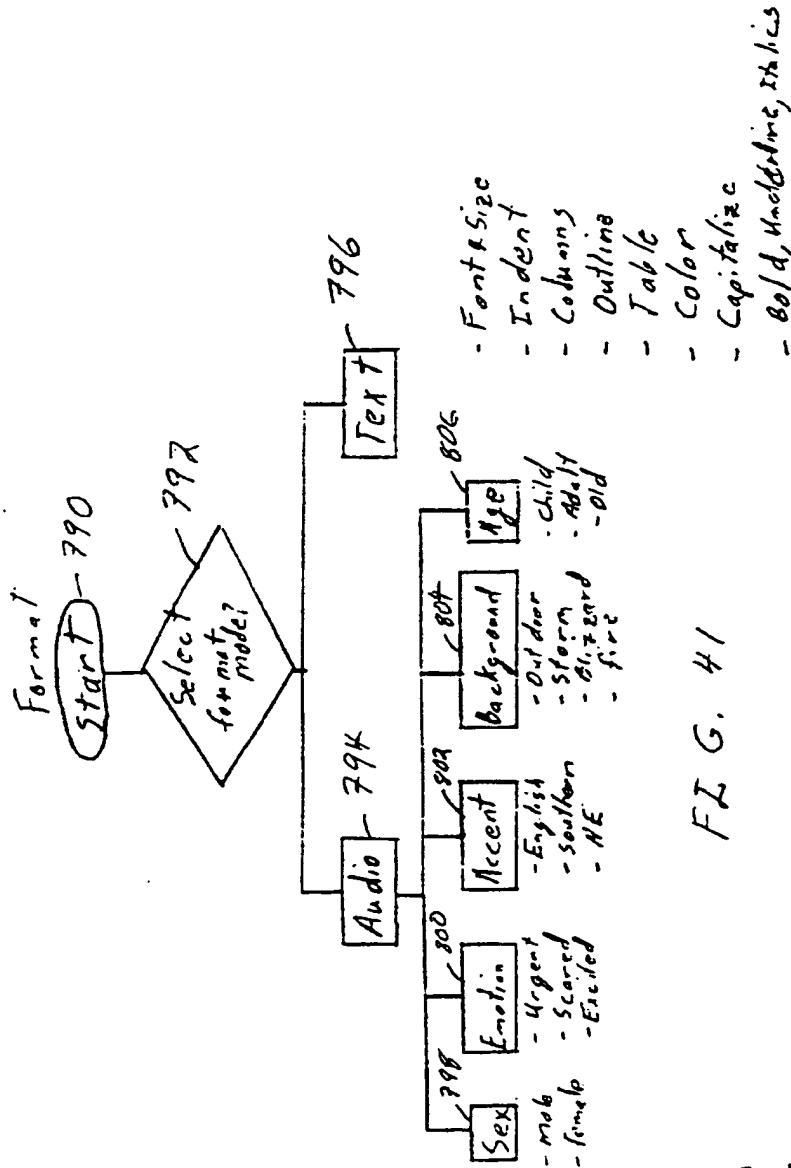 Format
Start
790
Select
format
mode?
792
Audio
794
Text
796
Sex
798
- male
- female
Emotion
800
- Urgent
- Scared
- Excited
Accent
802
- English
- Southern
- NE
Background
804
- Outdoor
- Storm
- Blizzard
- fire
Age
806
- Child
- Adult
- Old
- Font & Size
- Indent
- Columns
- Outline
- Table
- Color
- Capitalize
- Bold, Underline, Italics
FIG. 41